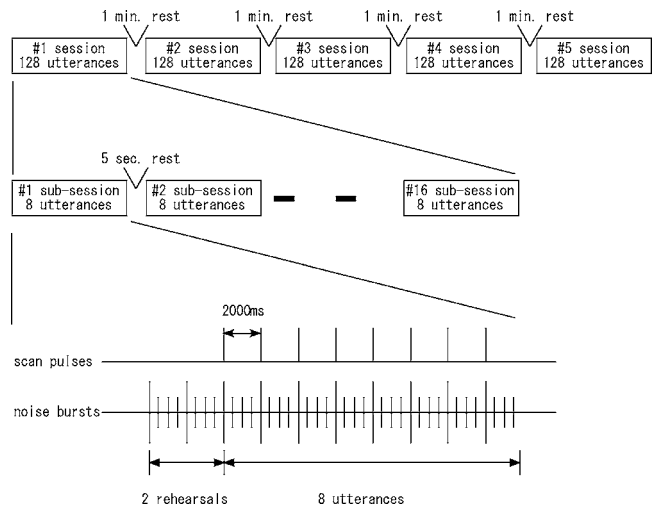 1 min. rest 1 min. rest 1 min. rest 1 min. rest
#1 session #2 session #3 session #4 session #5 session
128 utterances 128 utterances 128 utterances 128 utterances 128 utterances
5 sec. rest
#1 sub-session #2 sub-session #16 sub-session
8 utterances 8 utterances 8 utterances
2000ms
scan pulses
noise bursts
2 rehearsals 8 utterances